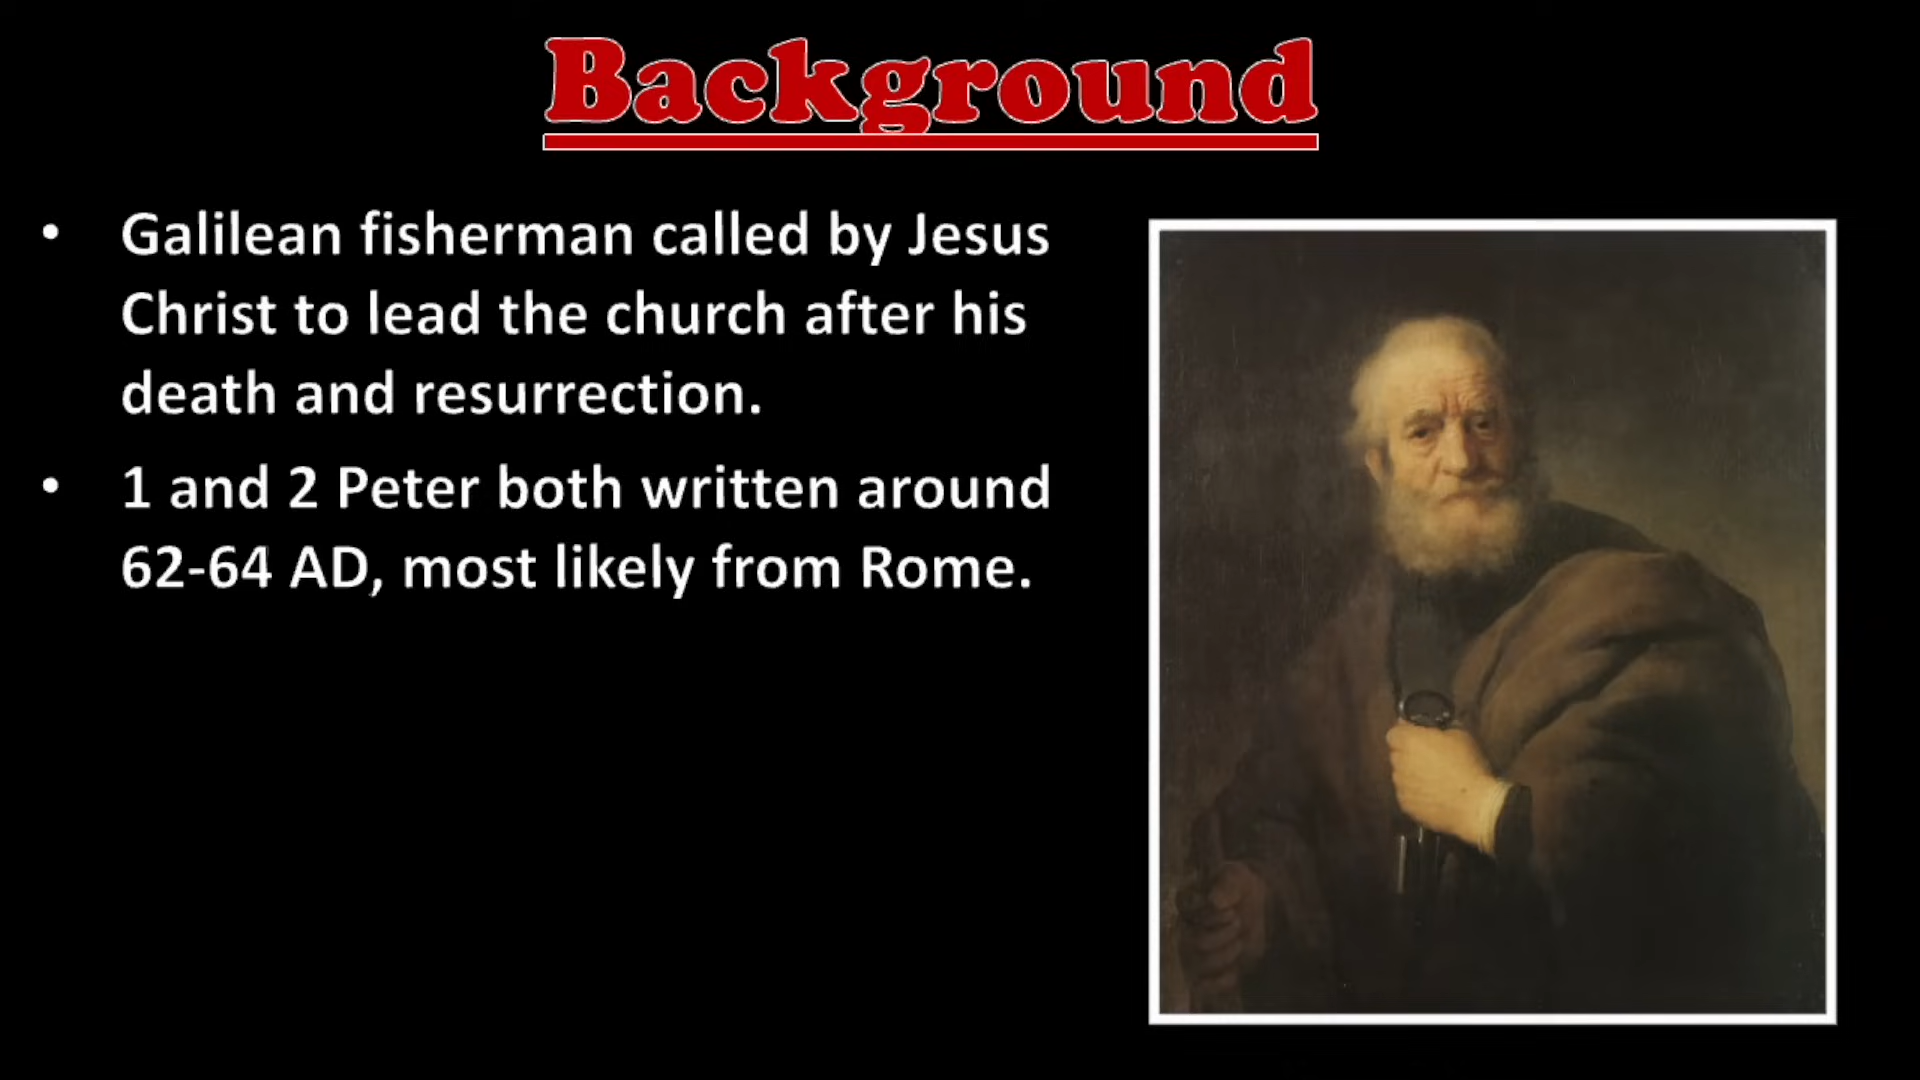 Background
• Galilean fisherman called by Jesus
Christ to lead the church after his
death and resurrection.
• 1 and 2 Peter both written around
62-64 AD, most likely from Rome.